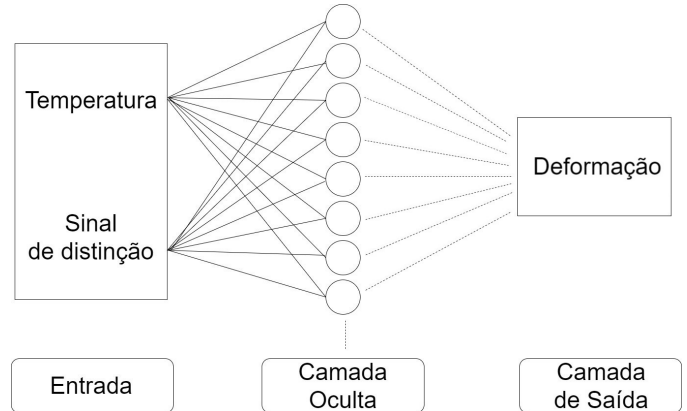 Temperatura
Sinal
de distinção
Deformação
Entrada
Camada
Oculta
Camada
de Saída